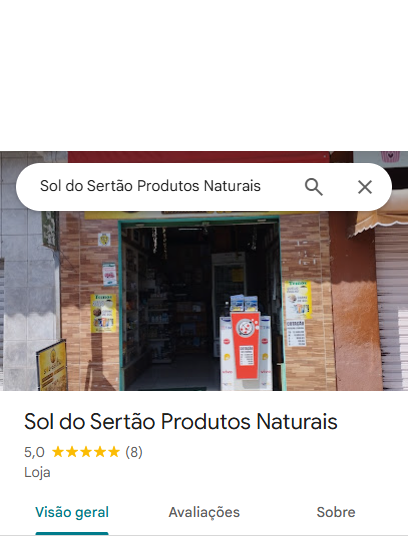 Sol do Sertão Produtos Naturais
Sol do Sertão Produtos Naturais
5,0 ★★★★★ (8)
Loja
Visão geral
Avaliações
Sobre